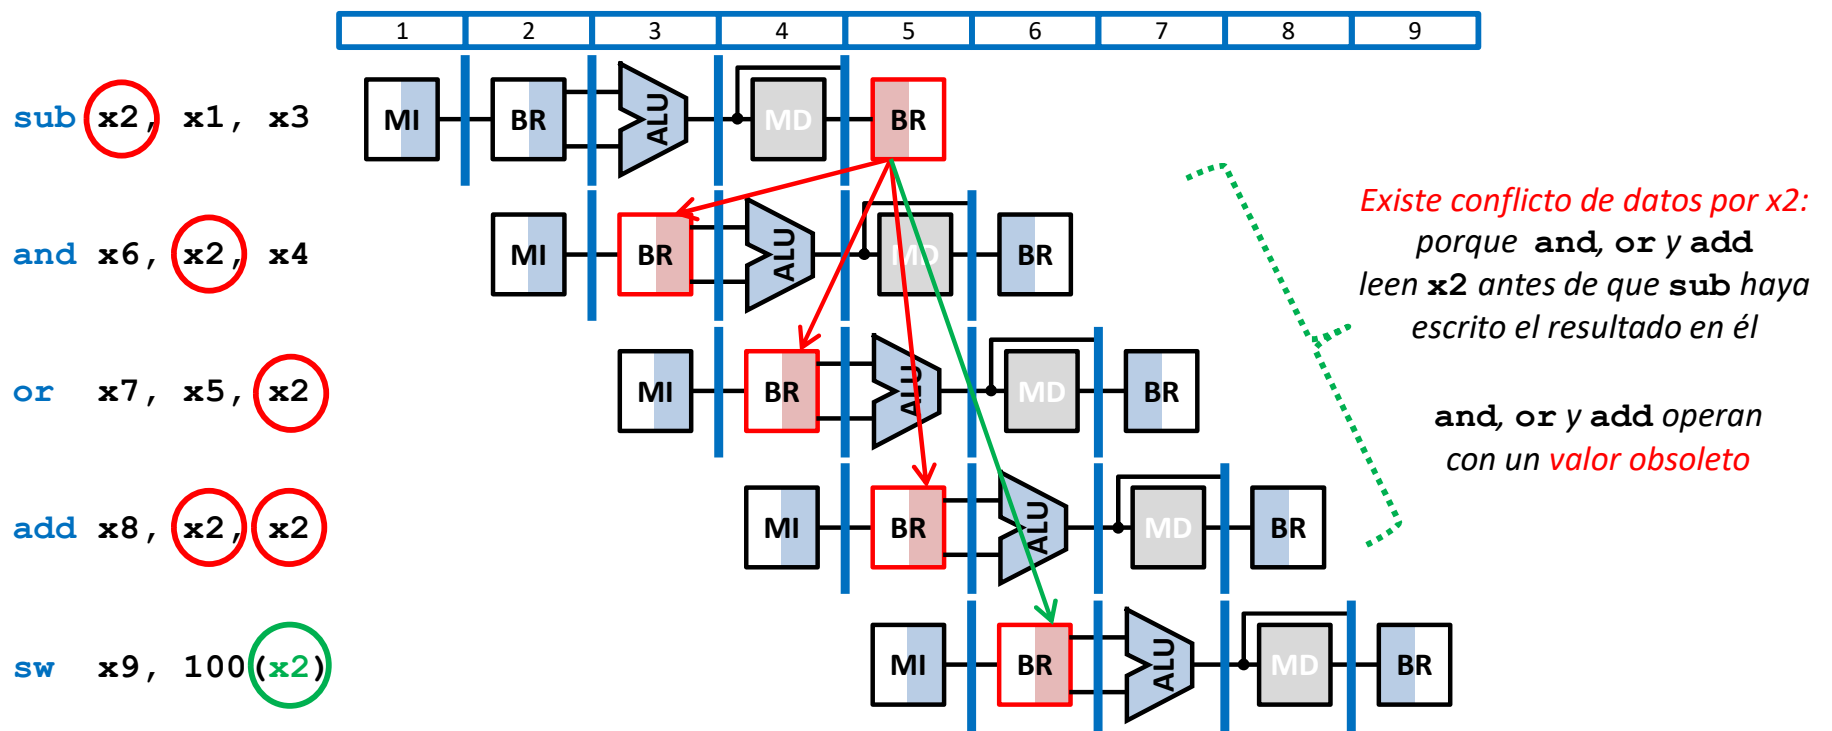 1 2 3 4 5 6 7 8 9
sub x2, x1, x3
MI BR ALU MD BR
and x6, x2, x4
MI BR ALU MD BR
or x7, x5, x2
MI BR ALU MD BR
add x8, x2, x2
MI BR ALU MD BR
sw x9, 100(x2)
MI BR ALU MD BR
Existe conflicto de datos por x2:
porque and, or y add
leen x2 antes de que sub haya
escrito el resultado en él
and, or y add operan
con un valor obsoleto